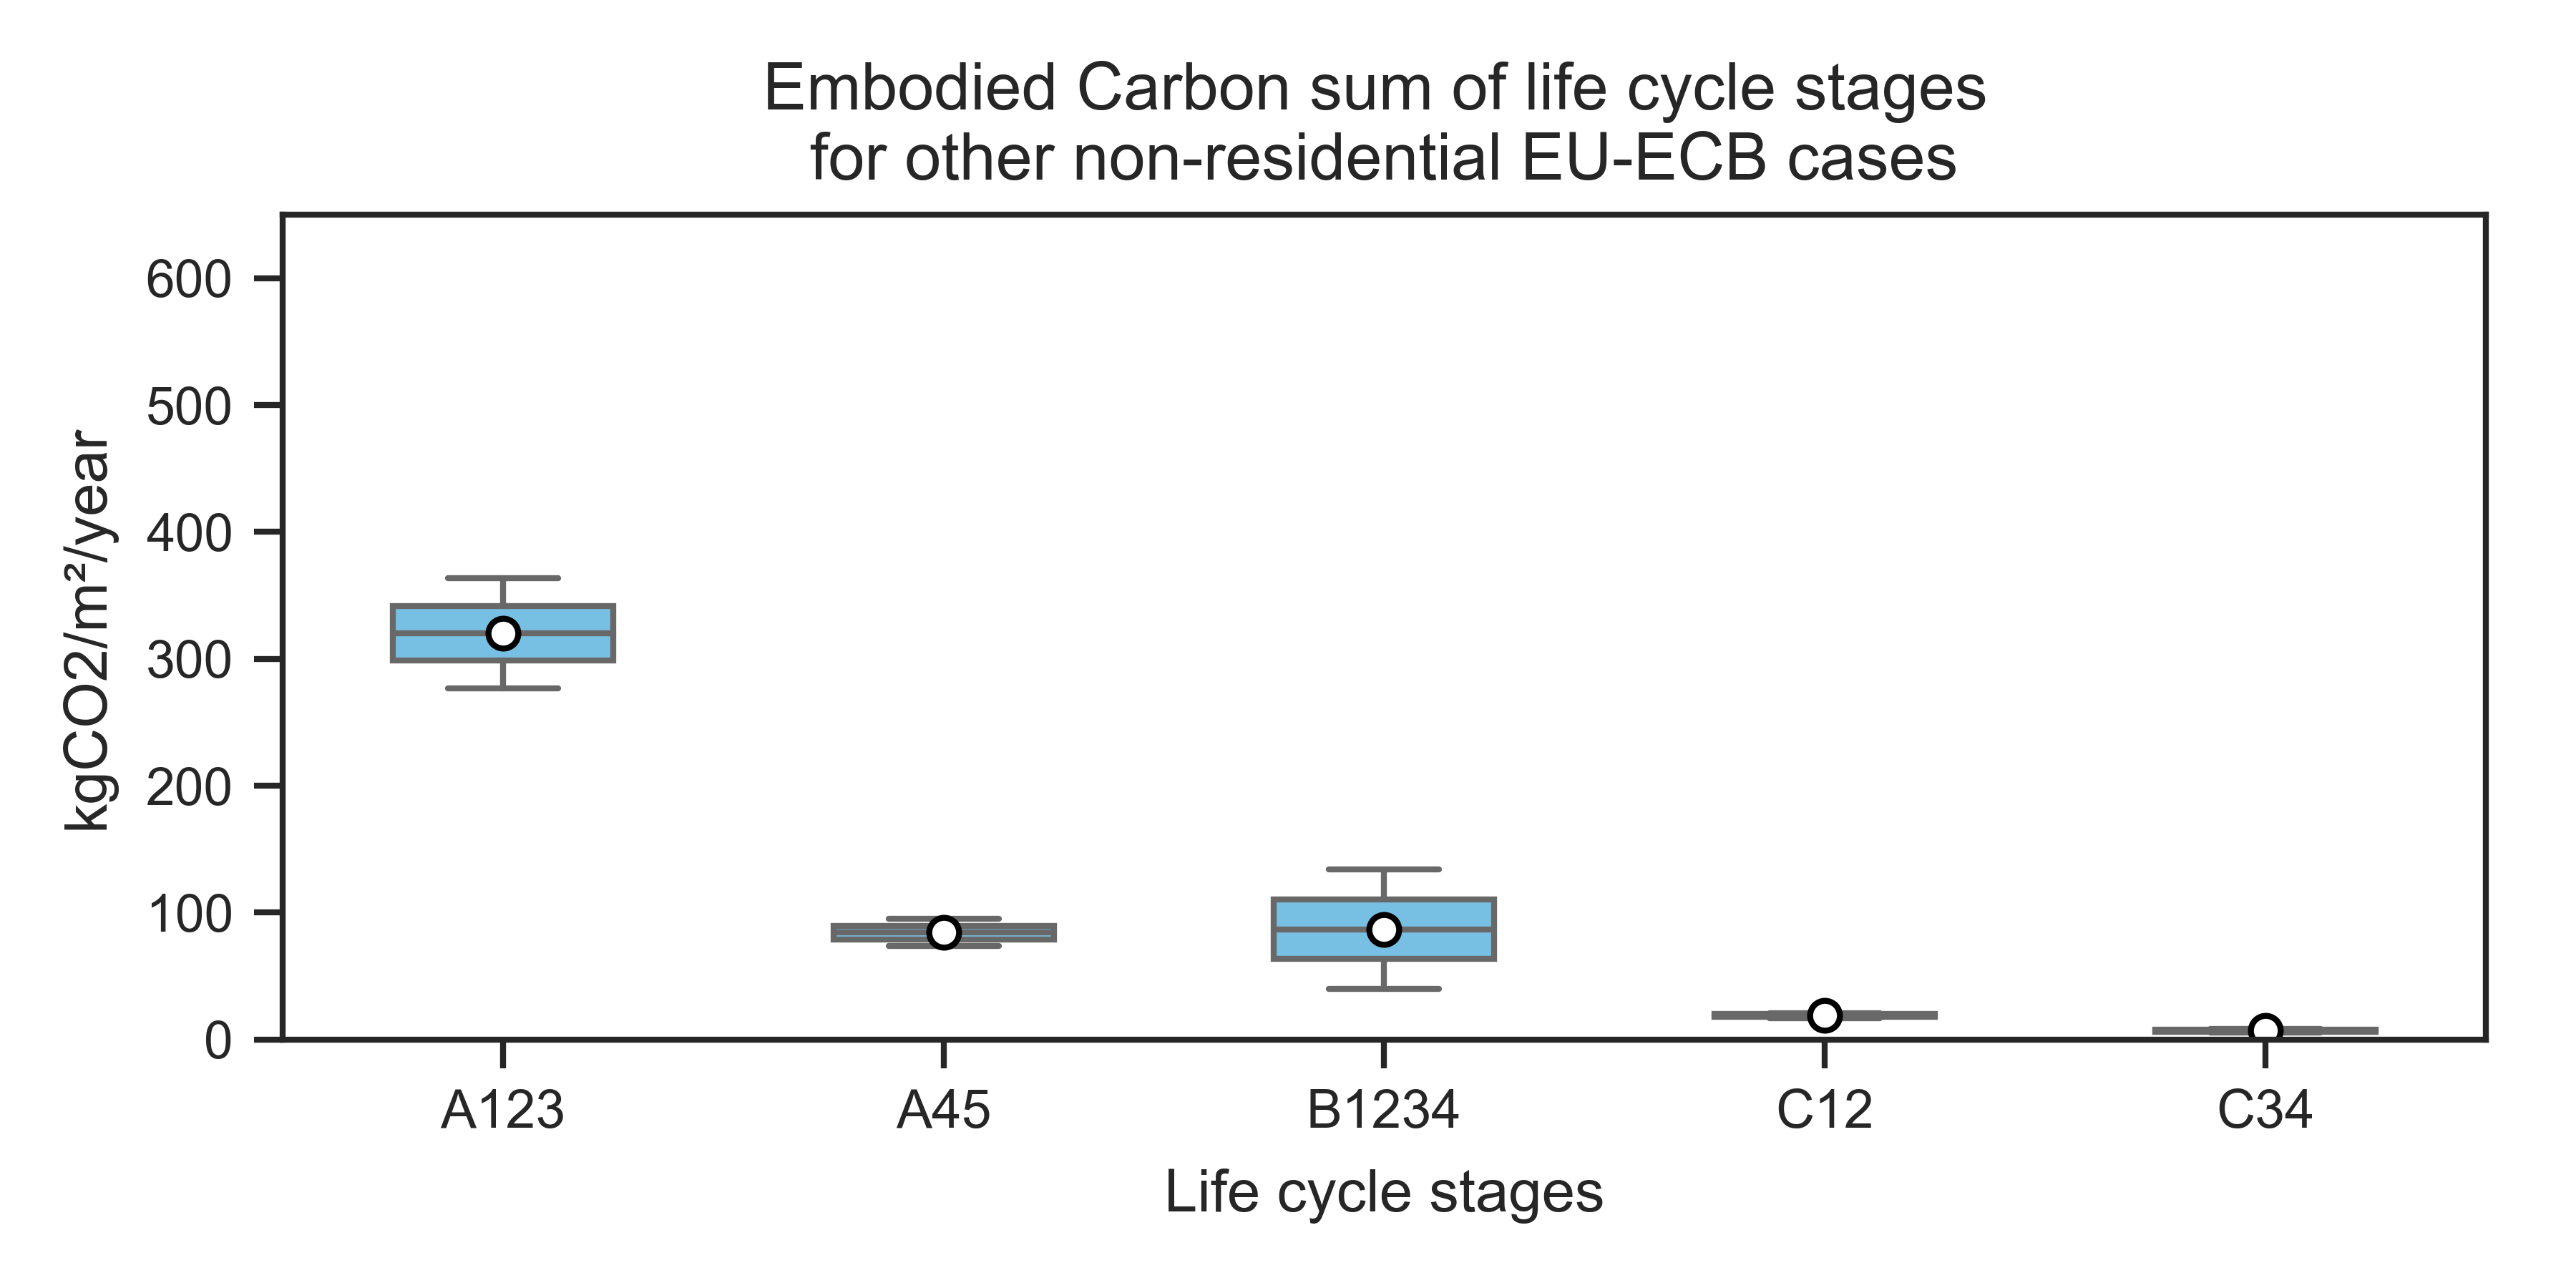 Embodied Carbon sum of life cycle stages
for other non-residential EU-ECB cases
kgCO2/m²/year
600
500
400
300
200
100
0
A123 A45 B1234 C12 C34
Life cycle stages